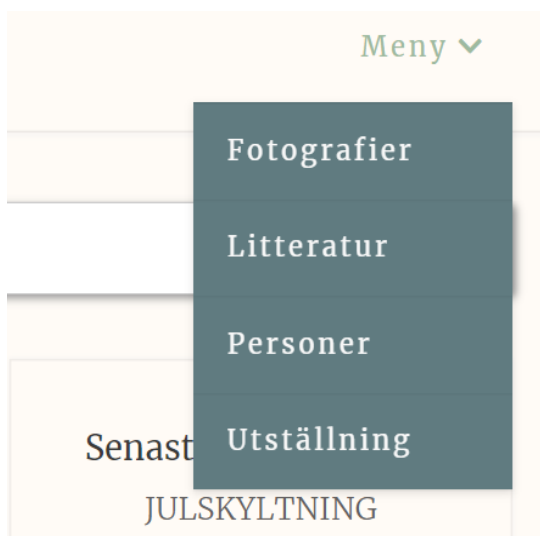 Meny
Fotografier
Litteratur
Personer
Utställning
Senast
JULSKYLTNING